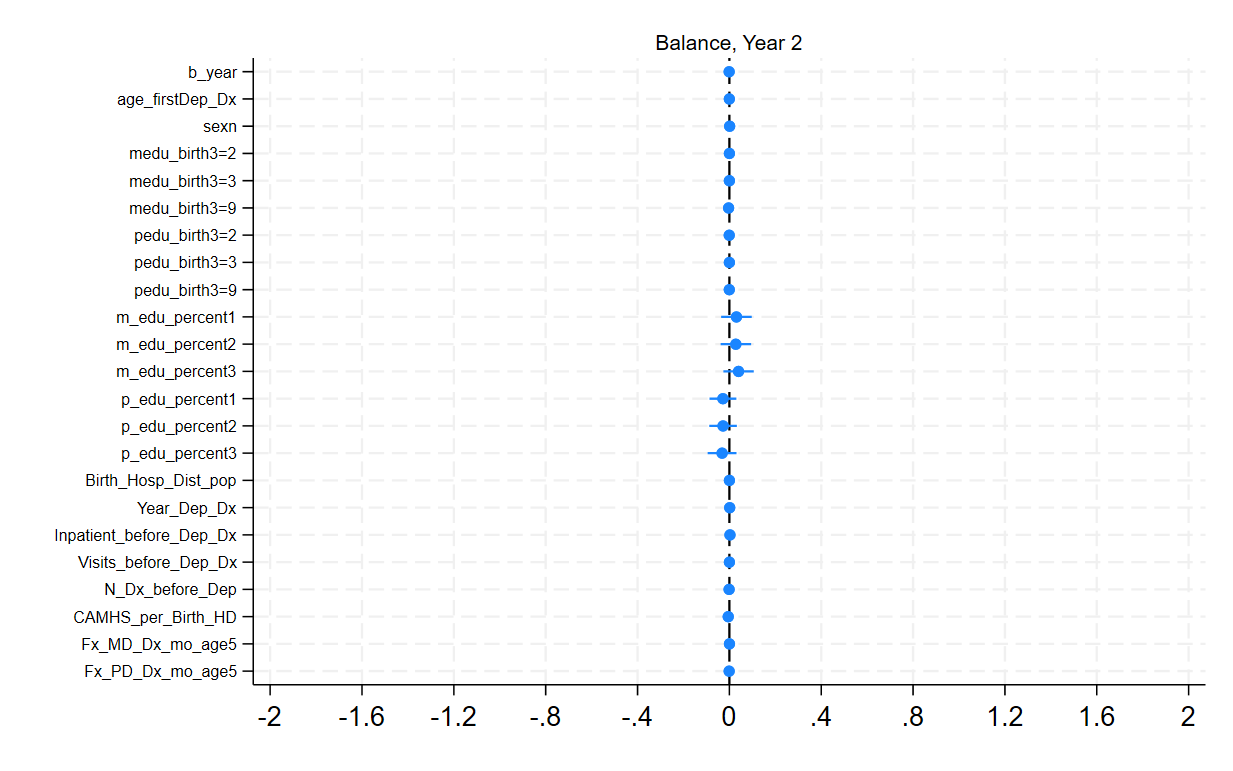 Balance, Year 2
b_year
age_firstDep_Dx
sexn
medu_birth3=2
medu_birth3=3
medu_birth3=9
pedu_birth3=2
pedu_birth3=3
pedu_birth3=9
m_edu_percent1
m_edu_percent2
m_edu_percent3
p_edu_percent1
p_edu_percent2
p_edu_percent3
Birth_Hosp_Dist_pop
Year_Dep_Dx
Inpatient_before_Dep_Dx
Visits_before_Dep_Dx
N_Dx_before_Dep
CAMHS_per_Birth_HD
Fx_MD_Dx_mo_age5
Fx_PD_Dx_mo_age5
-2 -1.6 -1.2 -.8 -.4 0 .4 .8 1.2 1.6 2